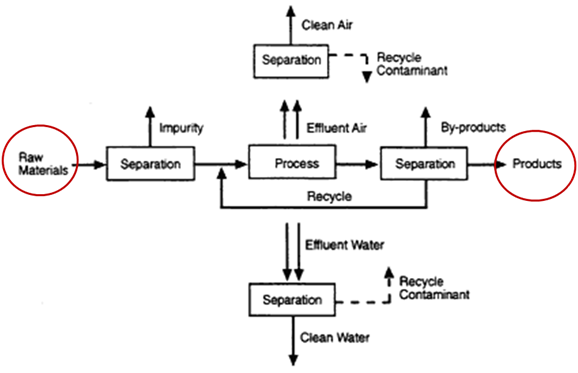 Clean Air
Separation
Recycle
Contaminant
Impurity
Effluent Air
By-products
Raw
Materials
Separation
Process
Separation
Products
Recycle
Effluent Water
Separation
Recycle
Contaminant
Clean Water